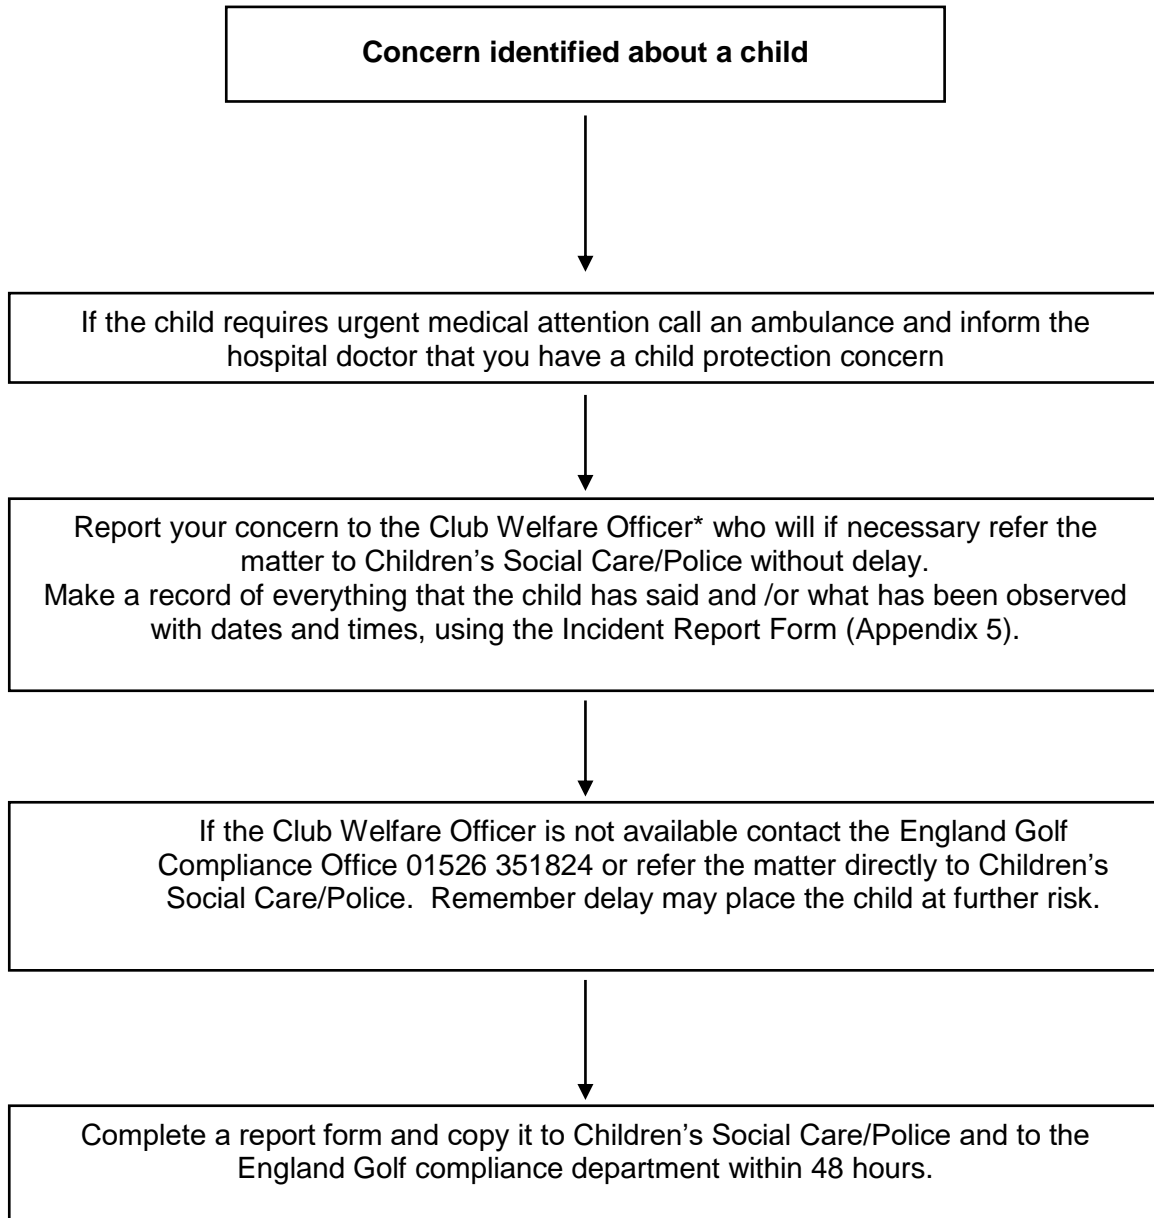 Concern identified about a child
If the child requires urgent medical attention call an ambulance and inform the
hospital doctor that you have a child protection concern
Report your concern to the Club Welfare Officer* who will if necessary refer the
matter to Children’s Social Care/Police without delay.
Make a record of everything that the child has said and /or what has been observed
with dates and times, using the Incident Report Form (Appendix 5).
If the Club Welfare Officer is not available contact the England Golf
Compliance Office 01526 351824 or refer the matter directly to Children’s
Social Care/Police.  Remember delay may place the child at further risk.
Complete a report form and copy it to Children’s Social Care/Police and to the
England Golf compliance department within 48 hours.